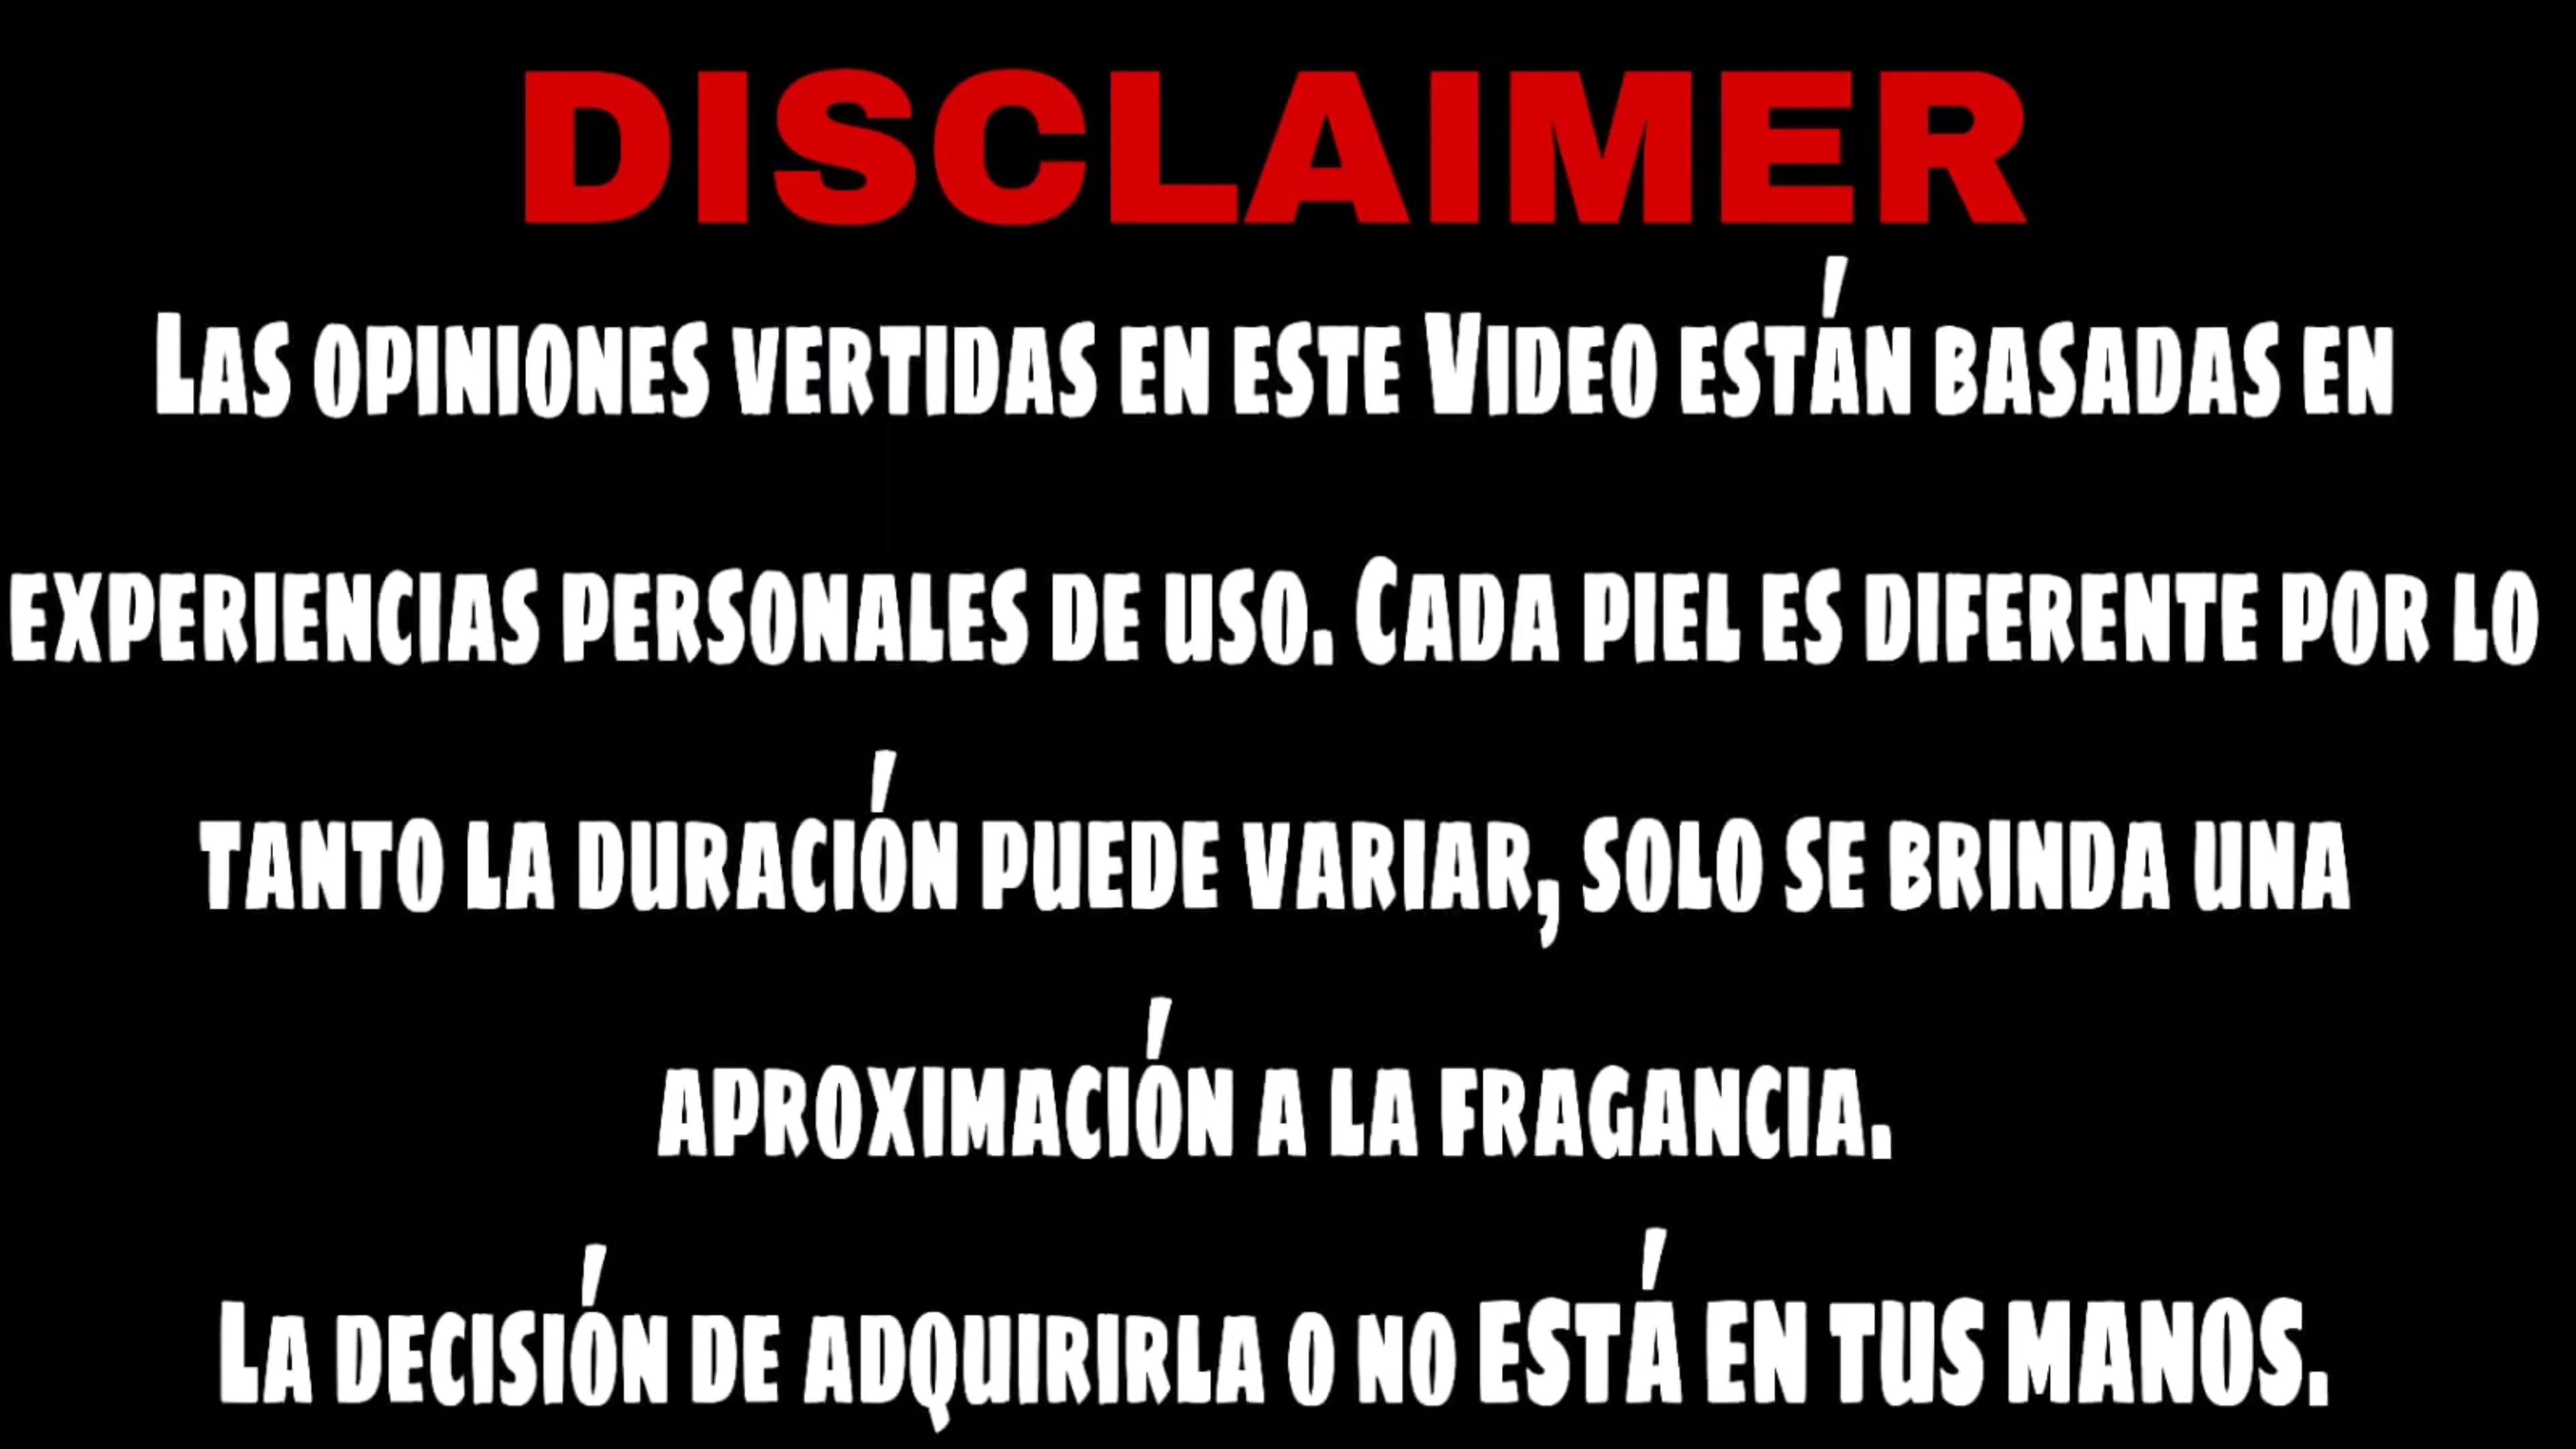 DISCLAIMER
Las opiniones vertidas en este Video están basadas en
experiencias personales de uso. Cada piel es diferente por lo
tanto la duración puede variar, solo se brinda una
aproximación a la fragancia.
La decisión de adquirirla o no ESTÁ EN TUS MANOS.